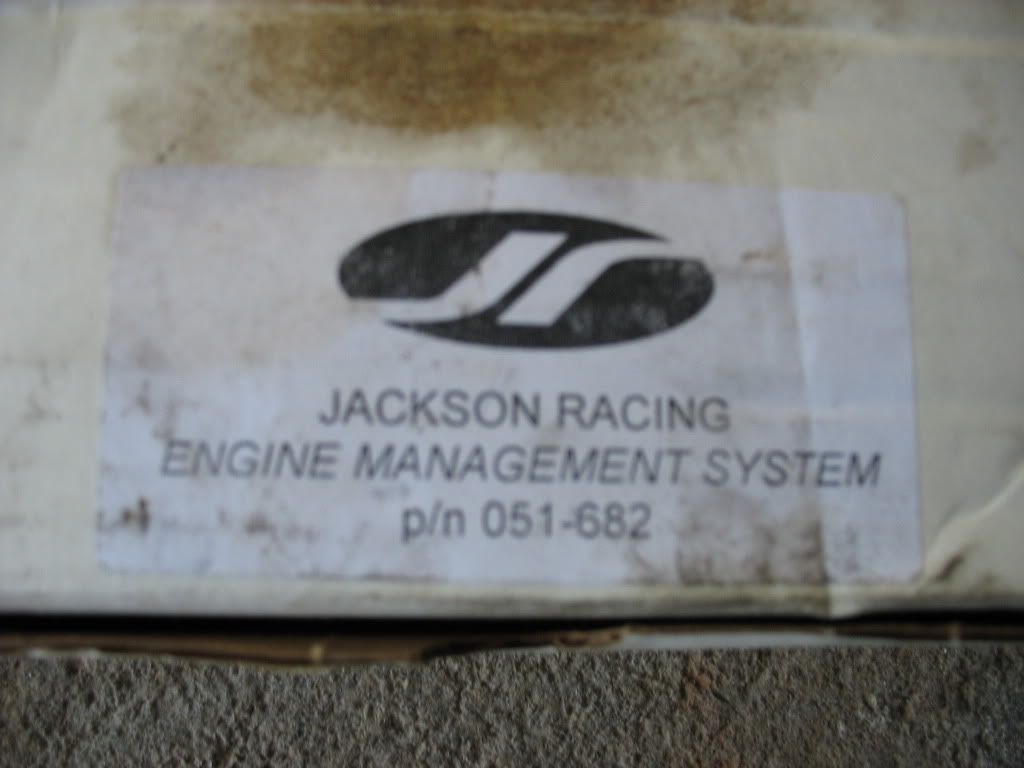 JACKSON RACING
ENGINE MANAGEMENT SYSTEM
p/n 051-682